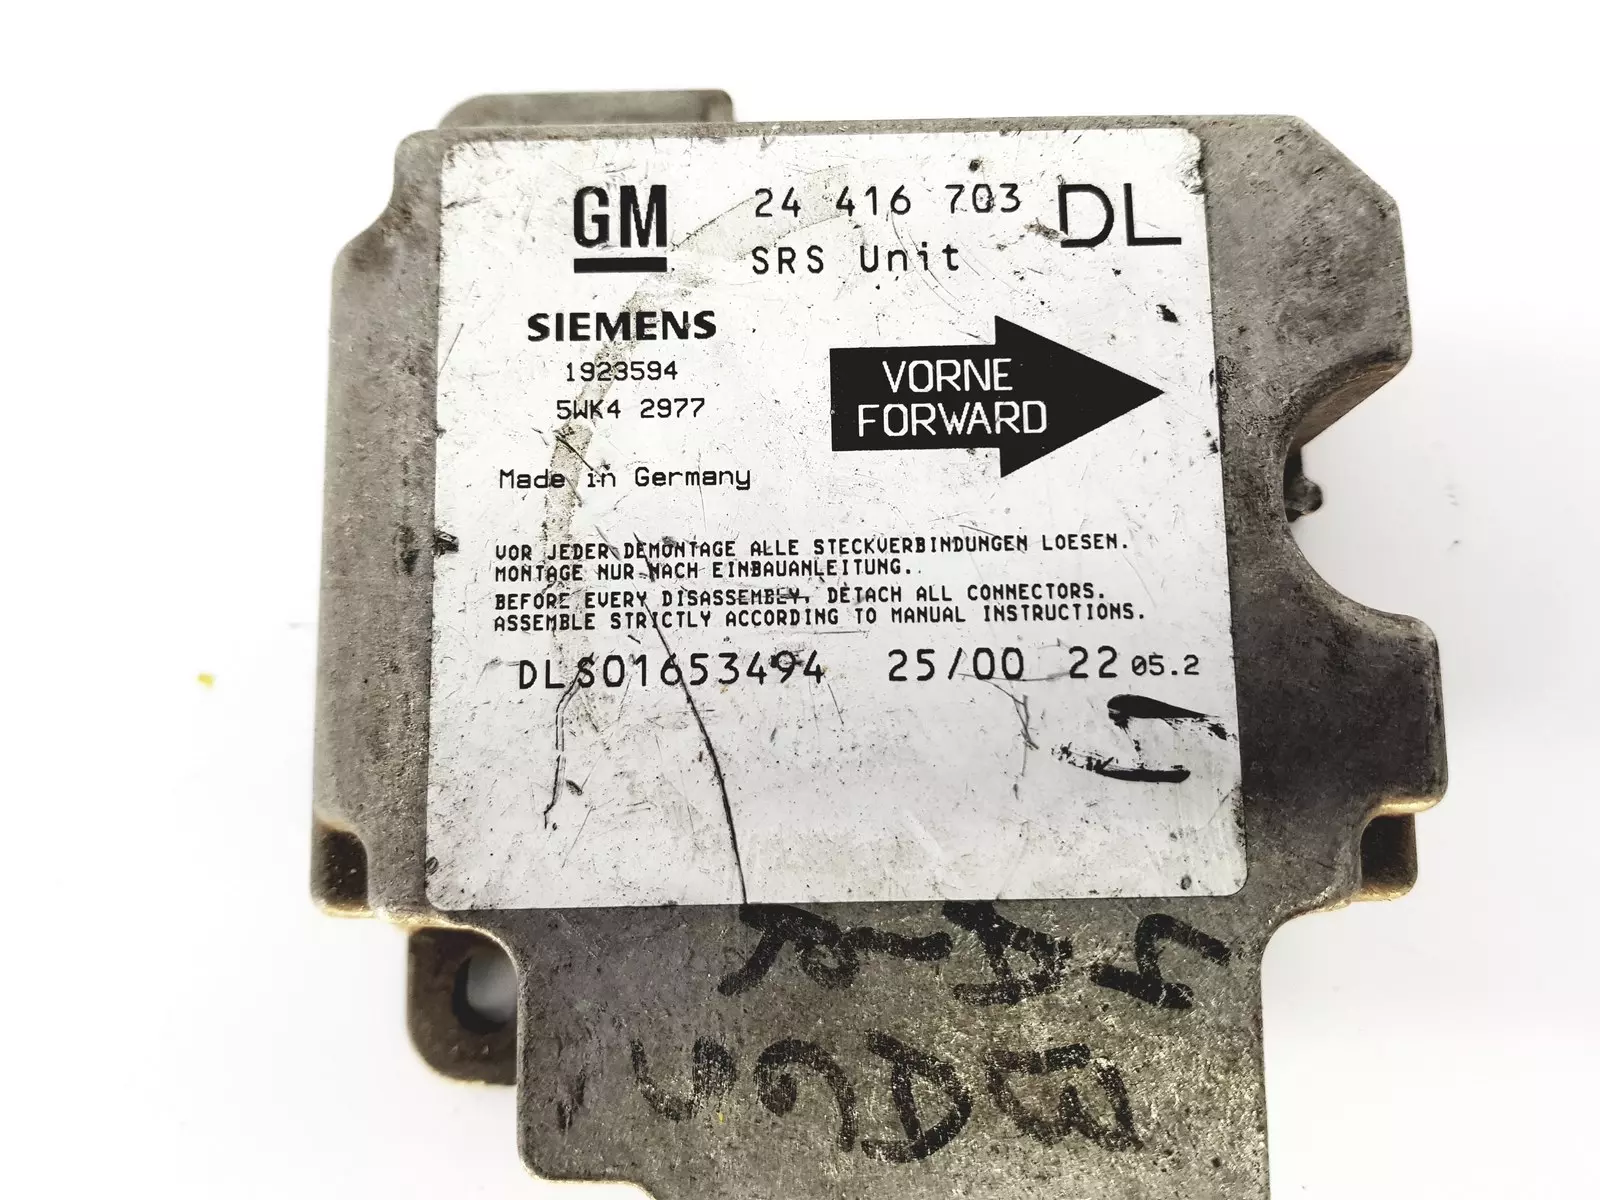 GM 24 416 703 DL
SRS Unit
SIEMENS
1923594
5WK4 2977
VORNE
FORWARD
Made in Germany
VOR JEDER DEMONTAGE ALLE STECKVERBINDUNGEN LOESEN.
MONTAGE NUR NACH EINBAUANLEITUNG.
BEFORE EVERY DISASSEMBLY, DETACH ALL CONNECTORS.
ASSEMBLE STRICTLY ACCORDING TO MANUAL INSTRUCTIONS.
DLS01653494 25/00 22 05.2